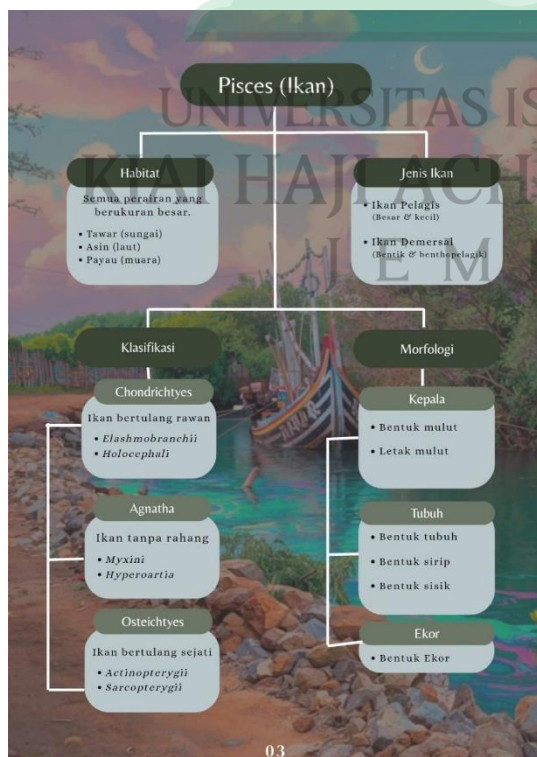 Pisces (Ikan)
UNIVERSITAS IS
KIAI HAJI ACH
J E M
Habitat
Semua perairan yang
berukuran besar.
• Tawar (sungai)
• Asin (laut)
• Payau (muara)
Jenis Ikan
• Ikan Pelagis
(Besar & kecil)
• Ikan Demersal
(Bentik & benthopelagik)
Klasifikasi
Chondrichtyes
Ikan bertulang rawan
• Elashmobranchii
• Holocephali
Agnatha
Ikan tanpa rahang
• Myxini
• Hyperoartia
Osteichtyes
Ikan bertulang sejati
• Actinopterygii
• Sarcopterygii
Morfologi
Kepala
• Bentuk mulut
• Letak mulut
Tubuh
• Bentuk tubuh
• Bentuk sirip
• Bentuk sisik
Ekor
• Bentuk Ekor
03